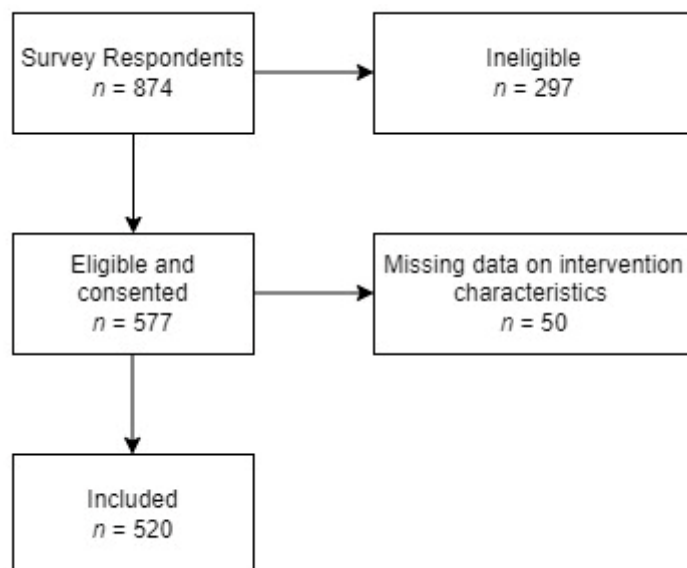 Survey Respondents
n = 874
Ineligible
n = 297
Eligible and
consented
n = 577
Missing data on intervention
characteristics
n = 50
Included
n = 520